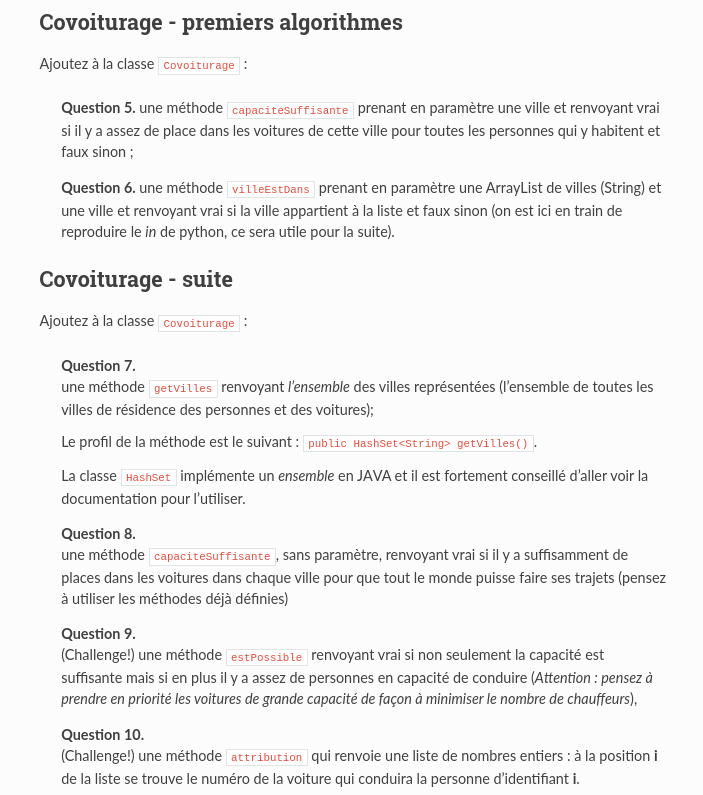 Covoiturage - premiers algorithmes
Ajoutez à la classe Covoiturage :
Question 5. une méthode capaciteSuffisante prenant en paramètre une ville et renvoyant vrai
si il y a assez de place dans les voitures de cette ville pour toutes les personnes qui y habitent et
faux sinon ;
Question 6. une méthode villeEstDans prenant en paramètre une ArrayList de villes (String) et
une ville et renvoyant vrai si la ville appartient à la liste et faux sinon (on est ici en train de
reproduire le in de python, ce sera utile pour la suite).
Covoiturage - suite
Ajoutez à la classe Covoiturage :
Question 7.
une méthode getVilles renvoyant l'ensemble des villes représentées (l'ensemble de toutes les
villes de résidence des personnes et des voitures);
Le profil de la méthode est le suivant : public HashSet<String> getVilles().
La classe HashSet implémente un ensemble en JAVA et il est fortement conseillé d'aller voir la
documentation pour l'utiliser.
Question 8.
une méthode capaciteSuffisante, sans paramètre, renvoyant vrai si il y a suffisamment de
places dans les voitures dans chaque ville pour que tout le monde puisse faire ses trajets (pensez
à utiliser les méthodes déjà définies)
Question 9.
(Challenge!) une méthode estPossible renvoyant vrai si non seulement la capacité est
suffisante mais si en plus il y a assez de personnes en capacité de conduire (Attention : pensez à
prendre en priorité les voitures de grande capacité de façon à minimiser le nombre de chauffeurs),
Question 10.
(Challenge!) une méthode attribution qui renvoie une liste de nombres entiers : à la position i
de la liste se trouve le numéro de la voiture qui conduira la personne d'identifiant i.